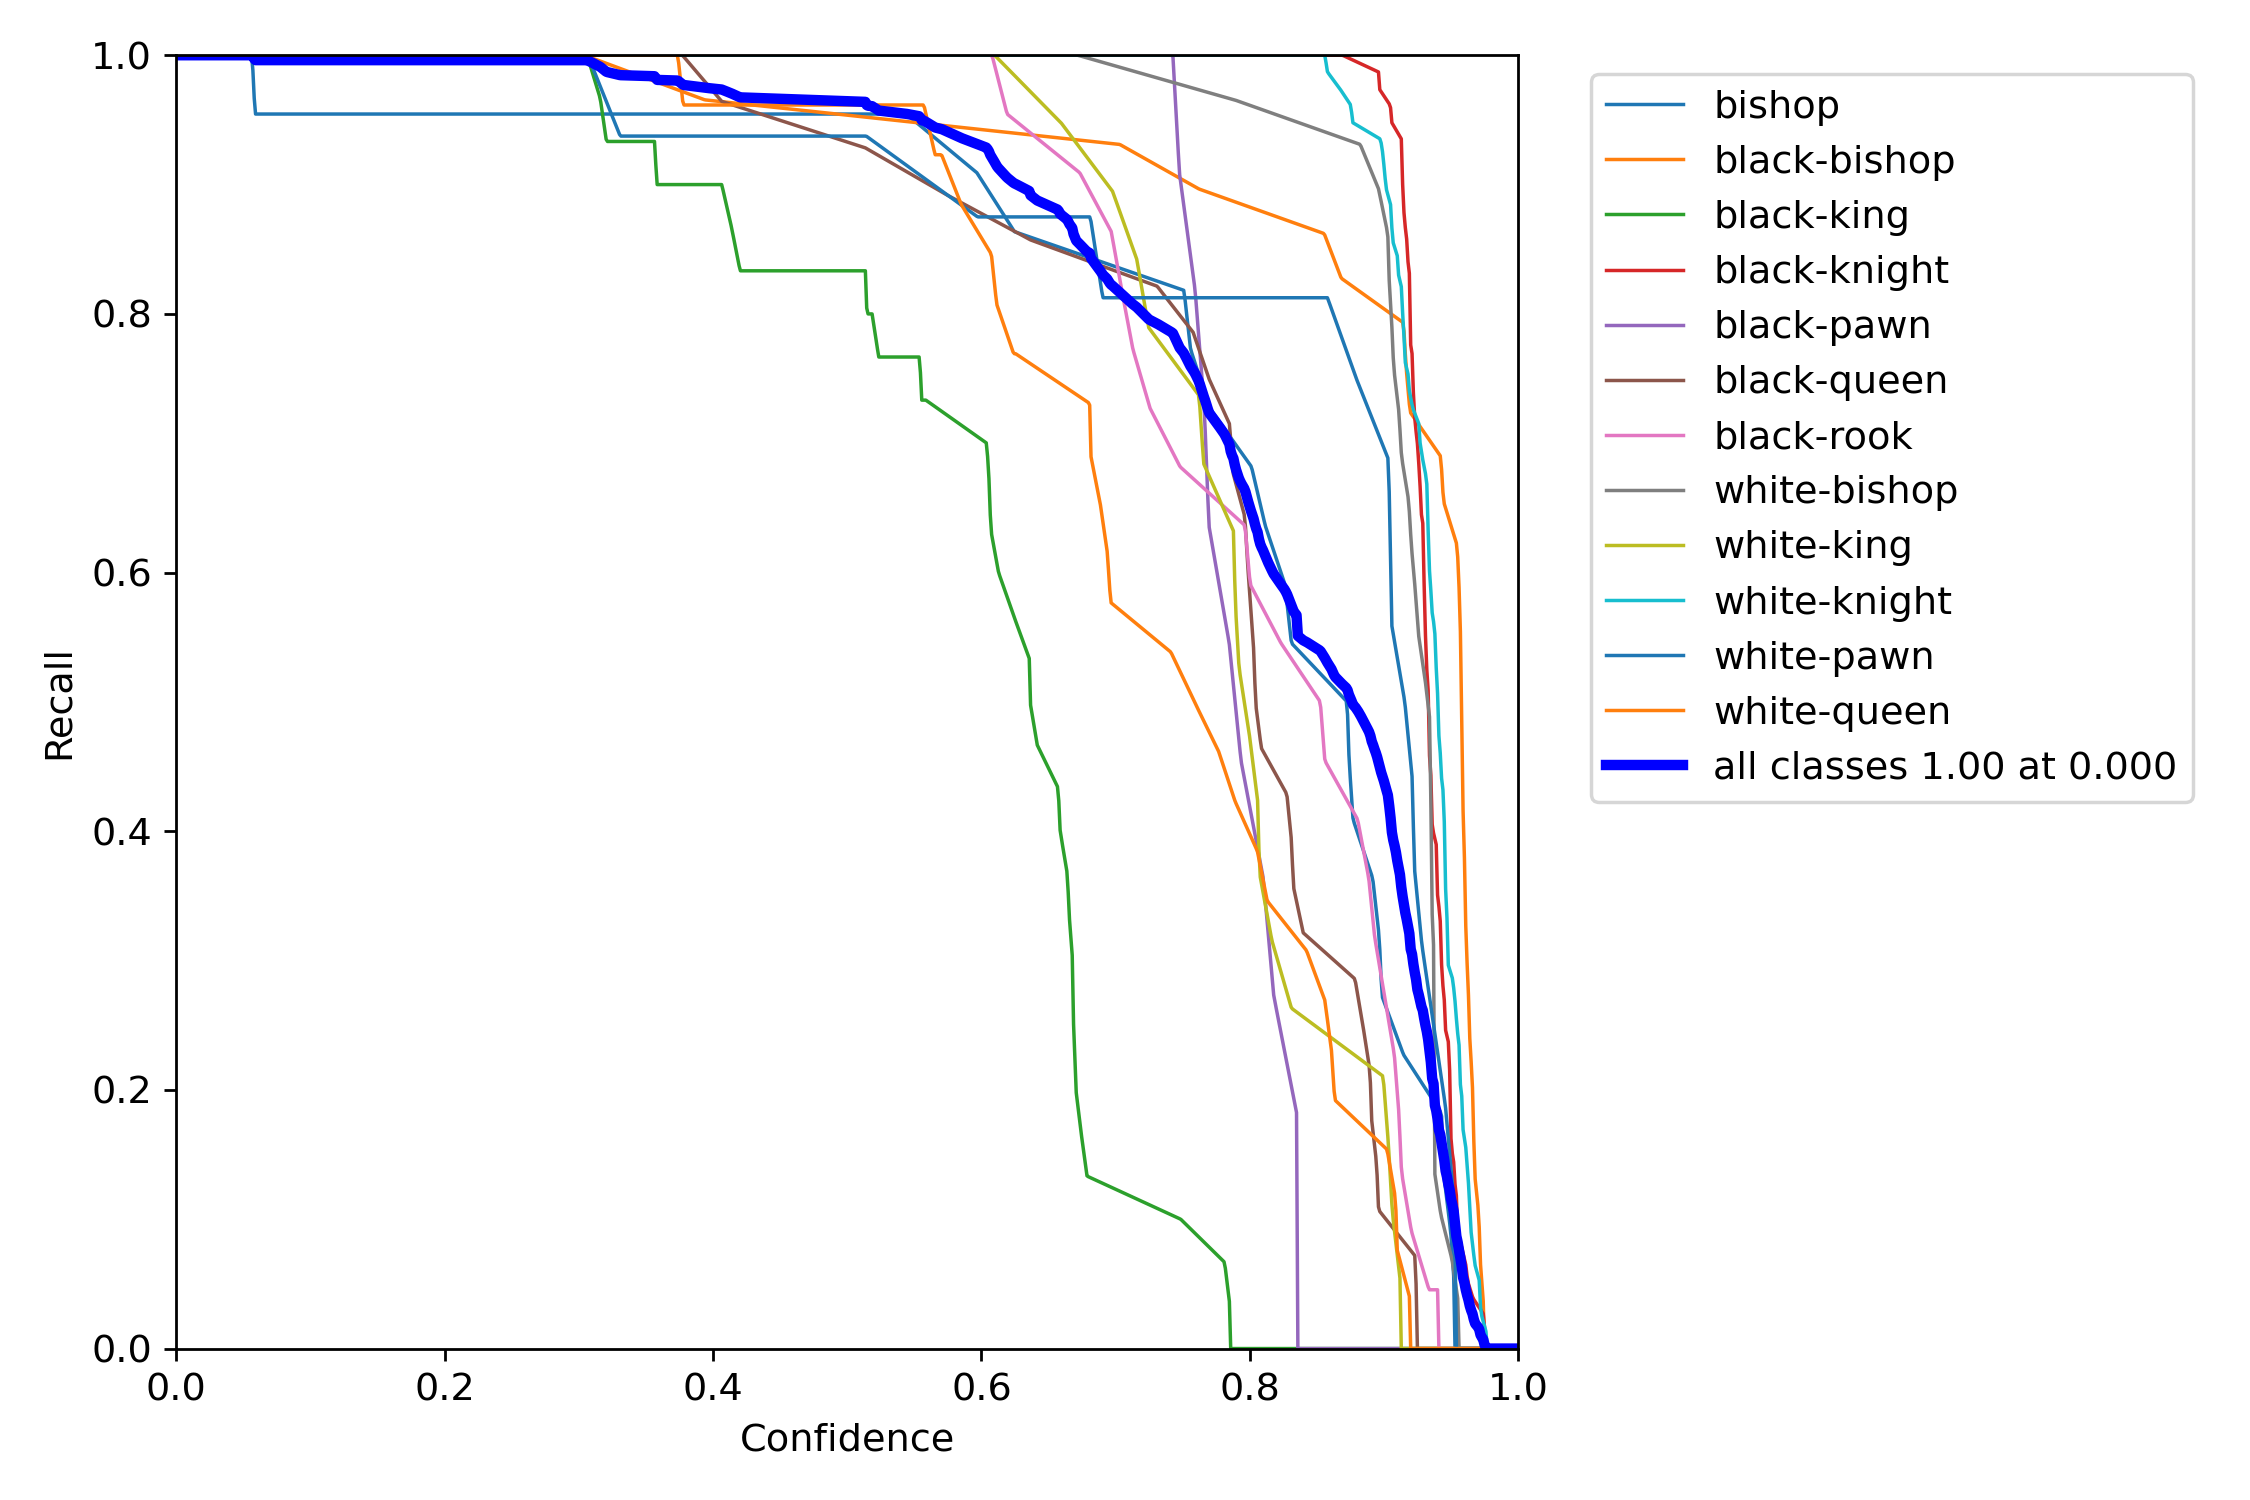 1.0
0.8
0.6
0.4
0.2
0.0
Recall
0.0 0.2 0.4 0.6 0.8 1.0
Confidence
bishop
black-bishop
black-king
black-knight
black-pawn
black-queen
black-rook
white-bishop
white-king
white-knight
white-pawn
white-queen
all classes 1.00 at 0.000